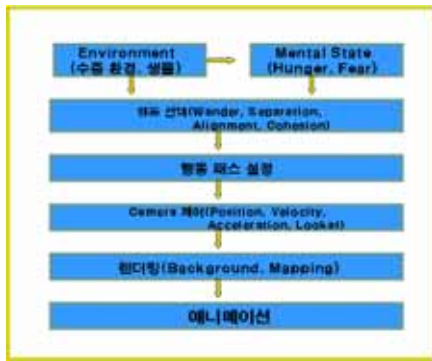 Environment
(수중 환경, 생물)
Mental State
(Hunger, Fear)
행동 선택(Wander, Separation,
Alignment, Cohesion)
행동 패스 설정
Camera 제어(Position, Velocity,
Acceleration, Lookat)
렌더링(Background, Mapping)
애니메이션